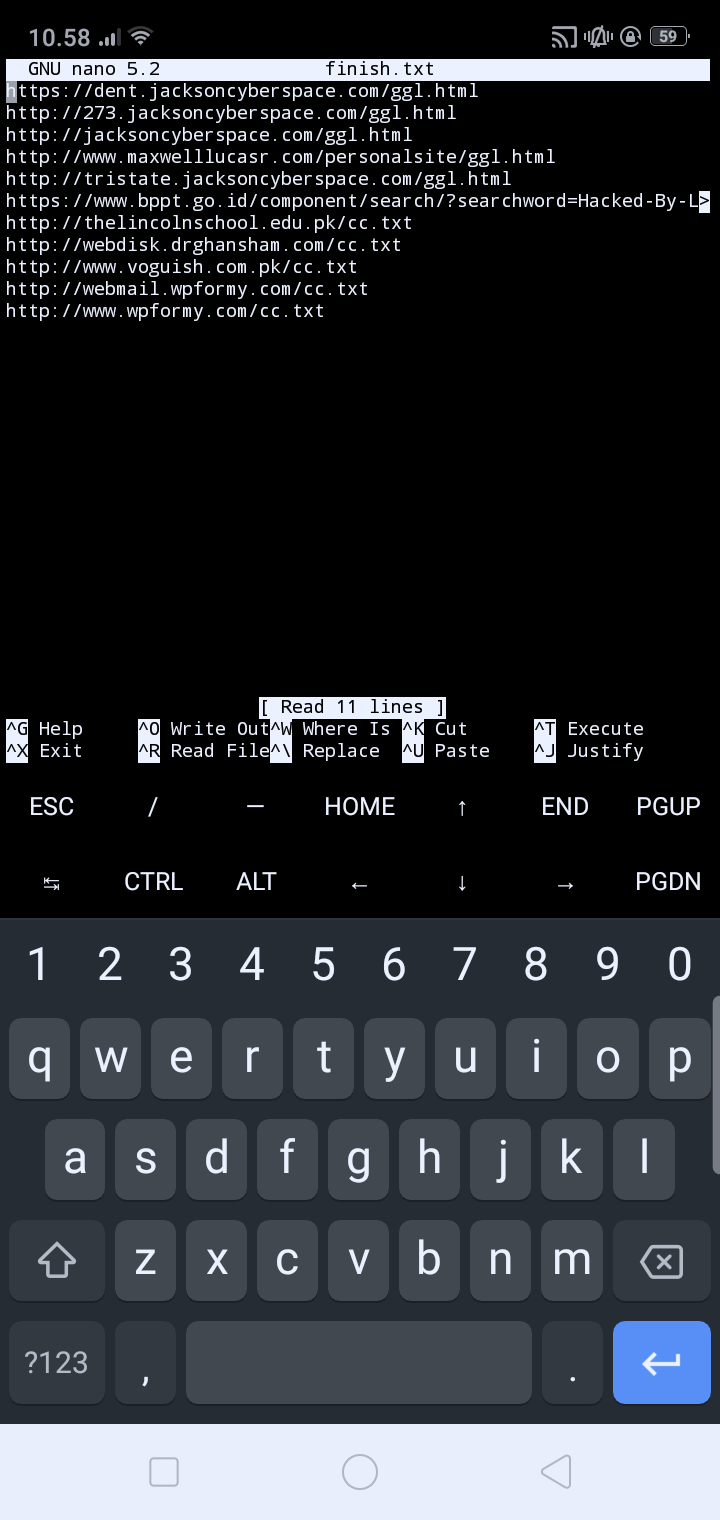 10.58 59
GNU nano 5.2 finish.txt
https://dent.jacksoncyberspace.com/ggl.html
http://273.jacksoncyberspace.com/ggl.html
http://jacksoncyberspace.com/ggl.html
http://www.maxwelllucasr.com/personalsite/ggl.html
http://tristate.jacksoncyberspace.com/ggl.html
https://www.bppt.go.id/component/search/?searchword=Hacked-By-L>
http://thelincolnschool.edu.pk/cc.txt
http://webdisk.drghansham.com/cc.txt
http://www.voguish.com.pk/cc.txt
http://webmail.wpformy.com/cc.txt
http://www.wpformy.com/cc.txt
[ Read 11 lines ]
^G Help ^O Write Out ^W Where Is ^K Cut ^T Execute
^X Exit ^R Read File ^\ Replace ^U Paste ^J Justify
ESC / — HOME ↑ END PGUP
↹ CTRL ALT ← ↓ → PGDN
1 2 3 4 5 6 7 8 9 0
q w e r t y u i o p
a s d f g h j k l
z x c v b n m
?123 , .